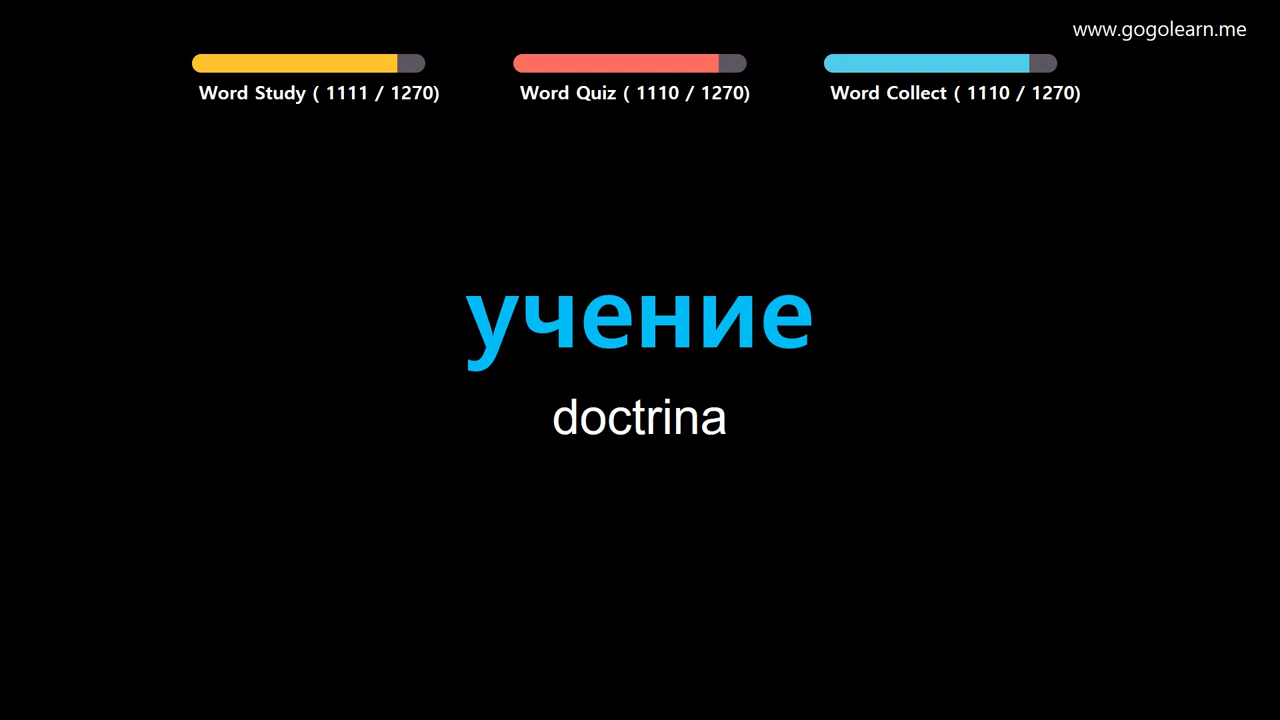 www.gogolearn.me
Word Study ( 1111 / 1270)
Word Quiz ( 1110 / 1270)
Word Collect ( 1110 / 1270)
учение
doctrina